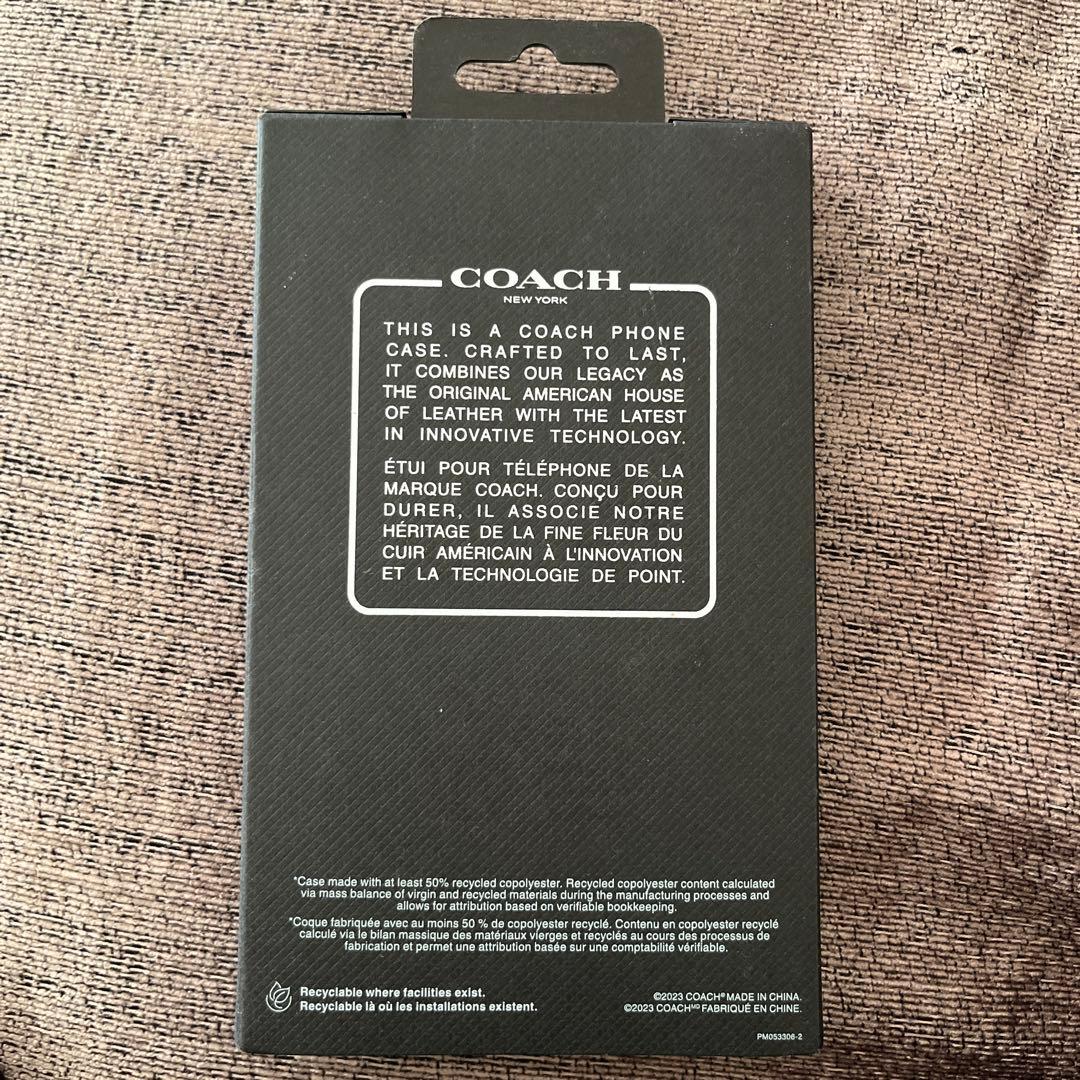 COACH
NEW YORK
THIS IS A COACH PHONE
CASE. CRAFTED TO LAST,
IT COMBINES OUR LEGACY AS
THE ORIGINAL AMERICAN HOUSE
OF LEATHER WITH THE LATEST
IN INNOVATIVE TECHNOLOGY.
ÉTUI POUR TÉLÉPHONE DE LA
MARQUE COACH. CONÇU POUR
DURER, IL ASSOCIE NOTRE
HÉRITAGE DE LA FINE FLEUR DU
CUIR AMÉRICAIN À L'INNOVATION
ET LA TECHNOLOGIE DE POINT.
*Case made with at least 50% recycled copolyester. Recycled copolyester content calculated
via mass balance of virgin and recycled materials during the manufacturing processes and
allows for attribution based on verifiable bookkeeping.
*Coque fabriquée avec au moins 50 % de copolyester recyclé. Contenu en copolyester recyclé
calculé via le bilan massique des matériaux vierges et recyclés au cours des processus de
fabrication et permet une attribution basée sur une comptabilité vérifiable.
Recyclable where facilities exist.
Recyclable là où les installations existent.
©2023 COACH® MADE IN CHINA.
©2023 COACHᴹᴰ FABRIQUÉ EN CHINE.
PM053306-2